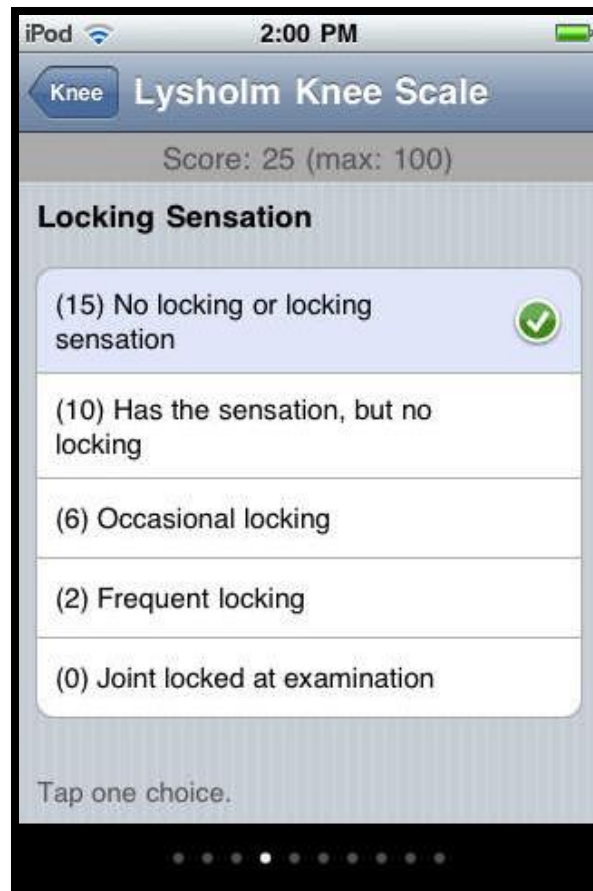 iPod 2:00 PM
Knee Lysholm Knee Scale
Score: 25 (max: 100)
Locking Sensation
(15) No locking or locking
sensation
(10) Has the sensation, but no
locking
(6) Occasional locking
(2) Frequent locking
(0) Joint locked at examination
Tap one choice.